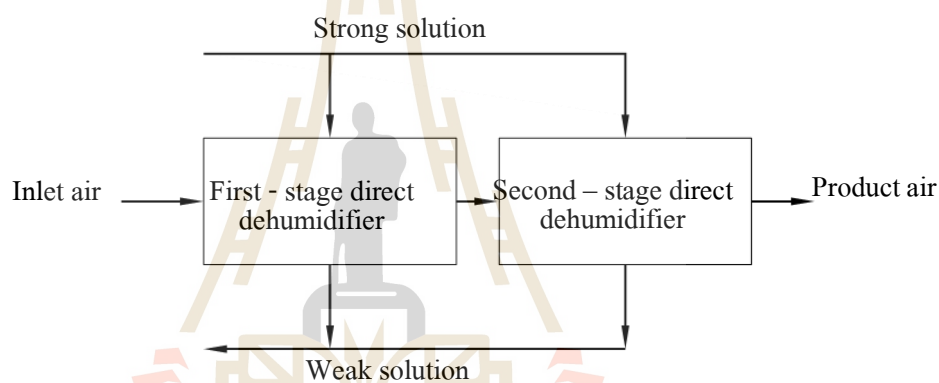 Strong solution
Inlet air
First - stage direct
dehumidifier
Second – stage direct
dehumidifier
Product air
Weak solution